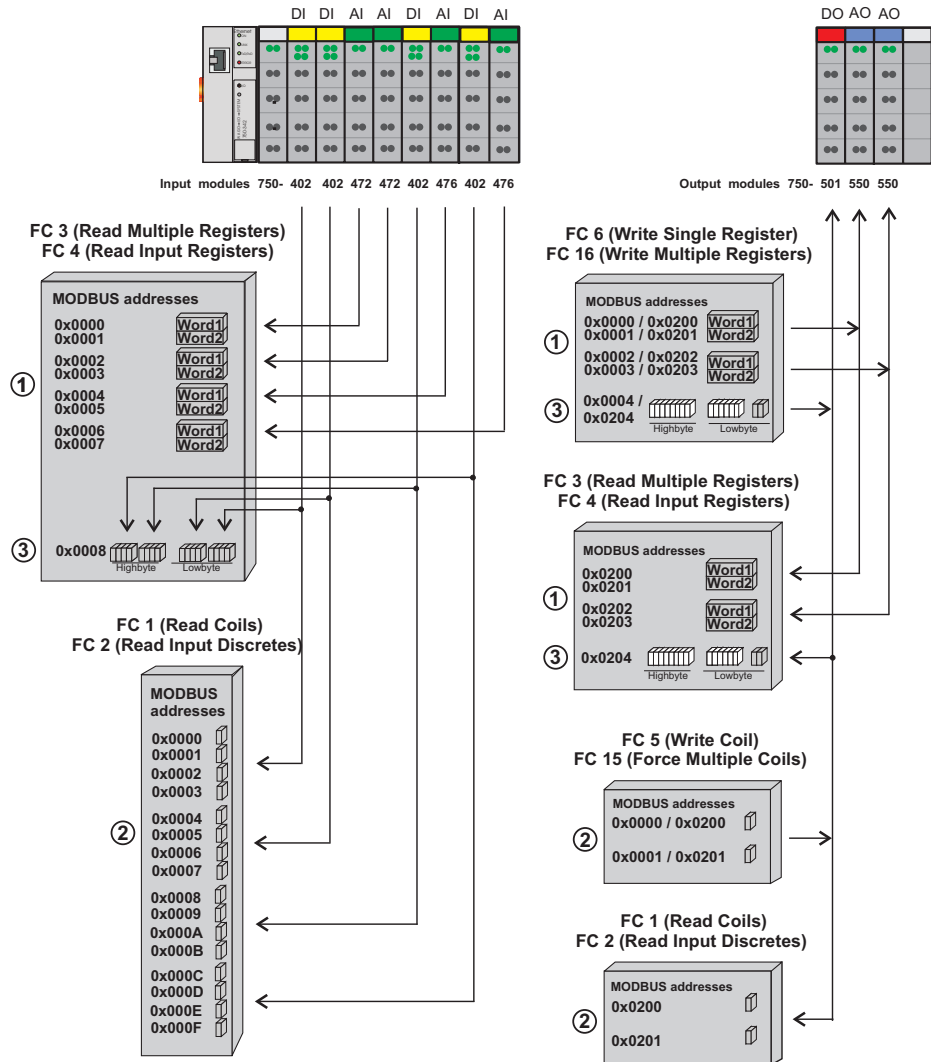 DI DI AI AI DI AI DI AI
DO AO AO
Ethernet
750-342
Input modules 750- 402 402 472 472 402 476 402 476
Output modules 750- 501 550 550
FC 3 (Read Multiple Registers)
FC 4 (Read Input Registers)
MODBUS addresses
0x0000 Word1
0x0001 Word2
0x0002 Word1
0x0003 Word2
1
0x0004 Word1
0x0005 Word2
0x0006 Word1
0x0007 Word2
3 0x0008
Highbyte Lowbyte
FC 1 (Read Coils)
FC 2 (Read Input Discretes)
MODBUS
addresses
0x0000
0x0001
0x0002
0x0003
0x0004
2 0x0005
0x0006
0x0007
0x0008
0x0009
0x000A
0x000B
0x000C
0x000D
0x000E
0x000F
FC 6 (Write Single Register)
FC 16 (Write Multiple Registers)
MODBUS addresses
0x0000 / 0x0200 Word1
0x0001 / 0x0201 Word2
1
0x0002 / 0x0202 Word1
0x0003 / 0x0203 Word2
3 0x0004 /
0x0204
Highbyte Lowbyte
FC 3 (Read Multiple Registers)
FC 4 (Read Input Registers)
MODBUS addresses
0x0200 Word1
0x0201 Word2
1
0x0202 Word1
0x0203 Word2
3 0x0204
Highbyte Lowbyte
FC 5 (Write Coil)
FC 15 (Force Multiple Coils)
MODBUS addresses
0x0000 / 0x0200
2
0x0001 / 0x0201
FC 1 (Read Coils)
FC 2 (Read Input Discretes)
MODBUS addresses
0x0200
2
0x0201